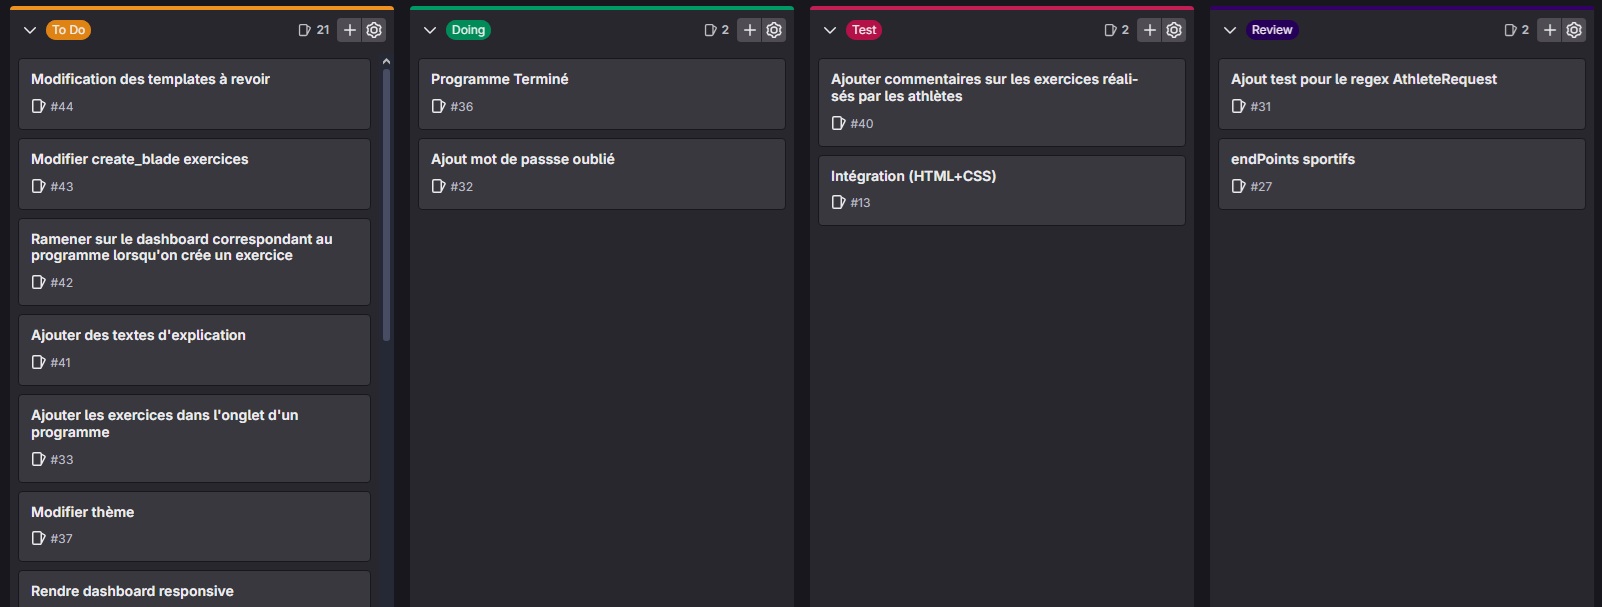 To Do
21
Modification des templates à revoir
#44
Modifier create_blade exercices
#43
Ramener sur le dashboard correspondant au
programme lorsqu'on crée un exercice
#42
Ajouter des textes d'explication
#41
Ajouter les exercices dans l'onglet d'un
programme
#33
Modifier thème
#37
Rendre dashboard responsive
Doing
2
Programme Terminé
#36
Ajout mot de passse oublié
#32
Test
2
Ajouter commentaires sur les exercices réali-
sés par les athlètes
#40
Intégration (HTML+CSS)
#13
Review
2
Ajout test pour le regex AthleteRequest
#31
endPoints sportifs
#27